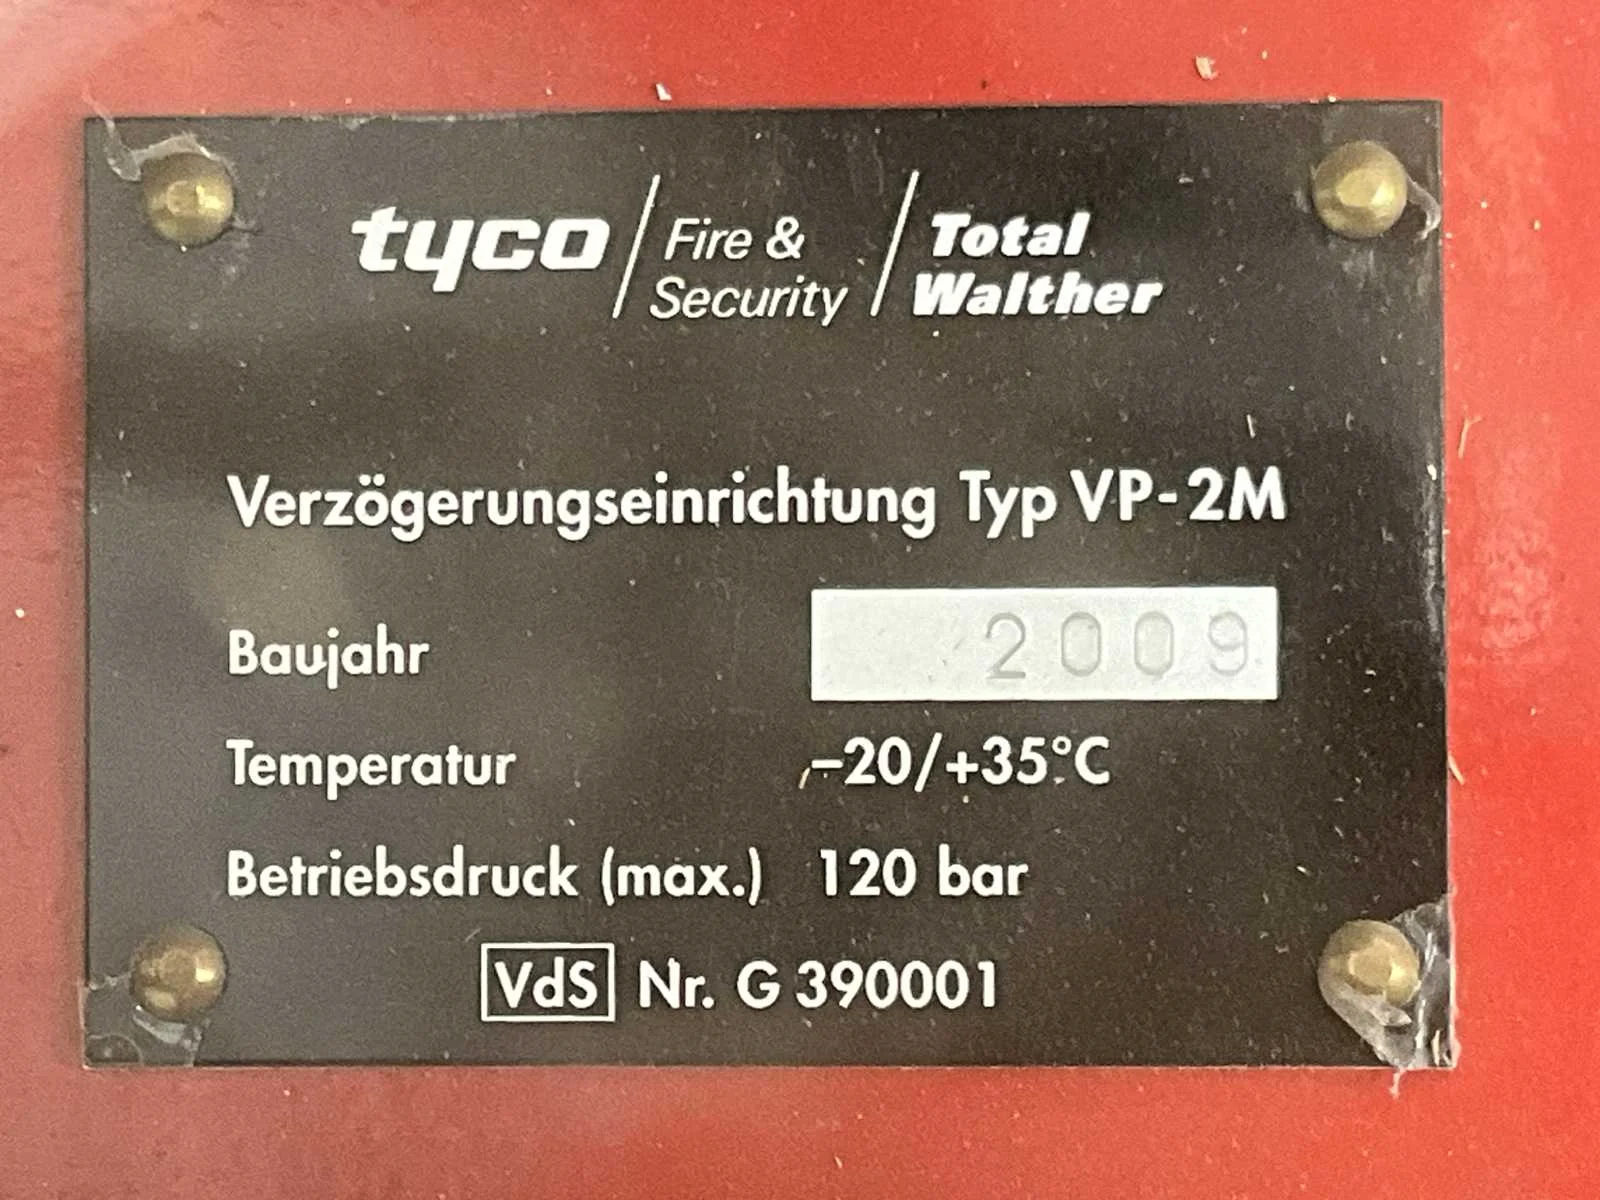 tyco / Fire & Security / Total Walther
Verzögerungseinrichtung Typ VP-2M
Baujahr 2009
Temperatur –20/+35°C
Betriebsdruck (max.) 120 bar
VdS Nr. G 390001